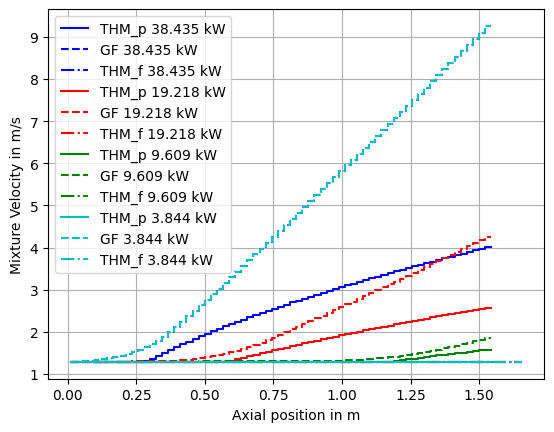 9
8
7
6
5
4
3
2
1
Mixture Velocity in m/s
THM_p 38.435 kW
GF 38.435 kW
THM_f 38.435 kW
THM_p 19.218 kW
GF 19.218 kW
THM_f 19.218 kW
THM_p 9.609 kW
GF 9.609 kW
THM_f 9.609 kW
THM_p 3.844 kW
GF 3.844 kW
THM_f 3.844 kW
0.00 0.25 0.50 0.75 1.00 1.25 1.50
Axial position in m